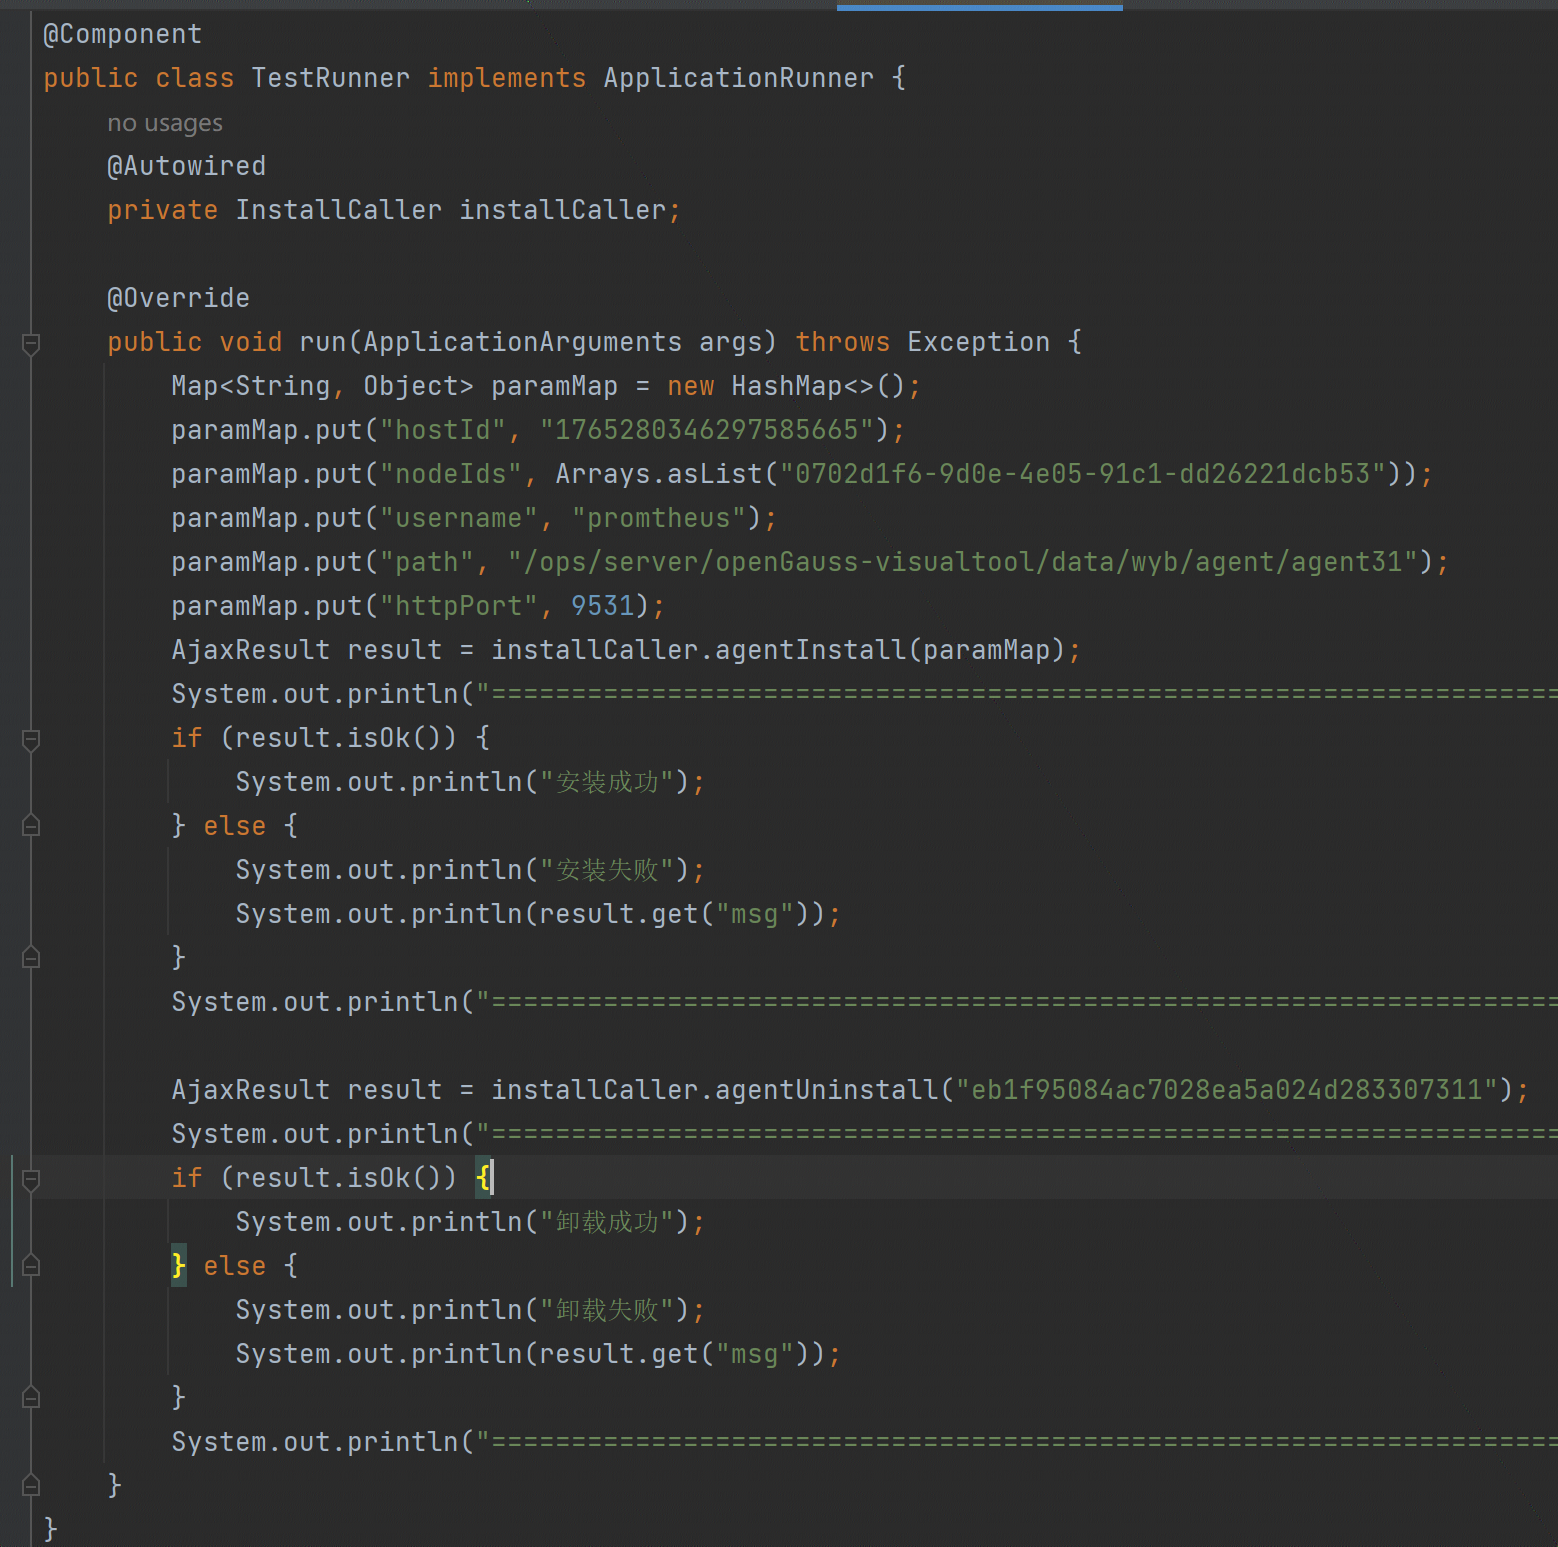 @Component
public class TestRunner implements ApplicationRunner {
no usages
@Autowired
private InstallCaller installCaller;
@Override
public void run(ApplicationArguments args) throws Exception {
Map<String, Object> paramMap = new HashMap<>();
paramMap.put("hostId", "1765280346297585665");
paramMap.put("nodeIds", Arrays.asList("0702d1f6-9d0e-4e05-91c1-dd26221dcb53"));
paramMap.put("username", "promtheus");
paramMap.put("path", "/ops/server/openGauss-visualtool/data/wyb/agent/agent31");
paramMap.put("httpPort", 9531);
AjaxResult result = installCaller.agentInstall(paramMap);
System.out.println("===================================================================
if (result.isOk()) {
System.out.println("安装成功");
} else {
System.out.println("安装失败");
System.out.println(result.get("msg"));
}
System.out.println("===================================================================
AjaxResult result = installCaller.agentUninstall("eb1f95084ac7028ea5a024d283307311");
System.out.println("===================================================================
if (result.isOk()) {
System.out.println("卸载成功");
} else {
System.out.println("卸载失败");
System.out.println(result.get("msg"));
}
System.out.println("===================================================================
}
}